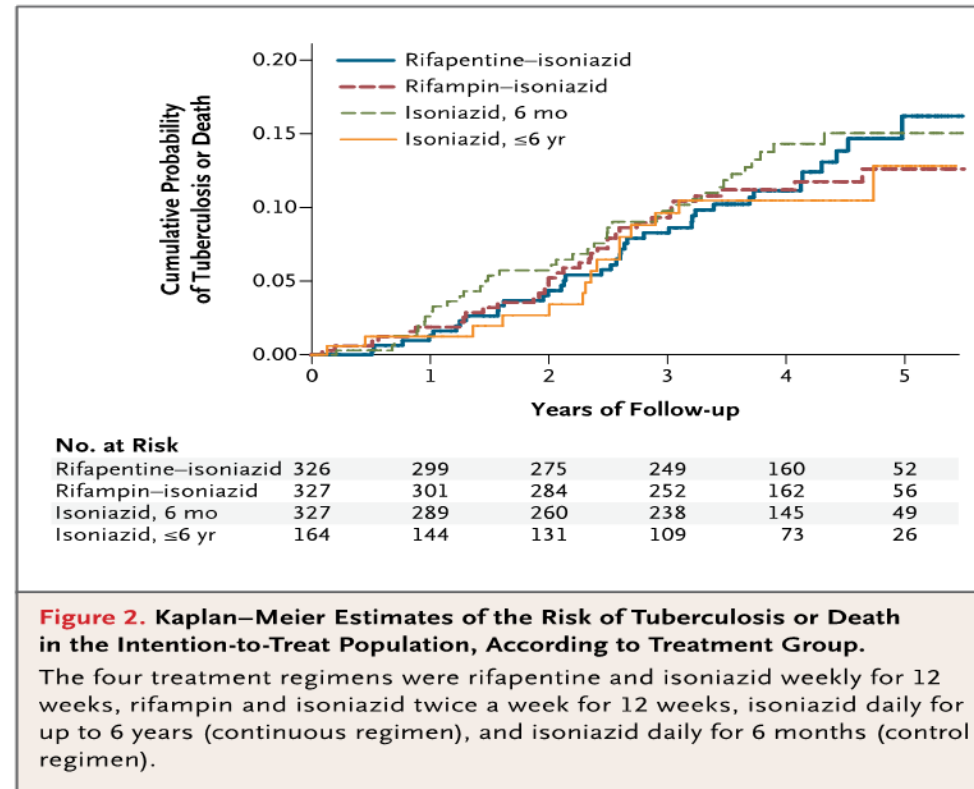 Cumulative Probability
of Tuberculosis or Death
0.20
0.15
0.10
0.05
0.00
Rifapentine–isoniazid
Rifampin–isoniazid
Isoniazid, 6 mo
Isoniazid, ≤6 yr
0 1 2 3 4 5
Years of Follow-up
No. at Risk
Rifapentine–isoniazid 326 299 275 249 160 52
Rifampin–isoniazid 327 301 284 252 162 56
Isoniazid, 6 mo 327 289 260 238 145 49
Isoniazid, ≤6 yr 164 144 131 109 73 26
Figure 2. Kaplan–Meier Estimates of the Risk of Tuberculosis or Death
in the Intention-to-Treat Population, According to Treatment Group.
The four treatment regimens were rifapentine and isoniazid weekly for 12
weeks, rifampin and isoniazid twice a week for 12 weeks, isoniazid daily for
up to 6 years (continuous regimen), and isoniazid daily for 6 months (control
regimen).